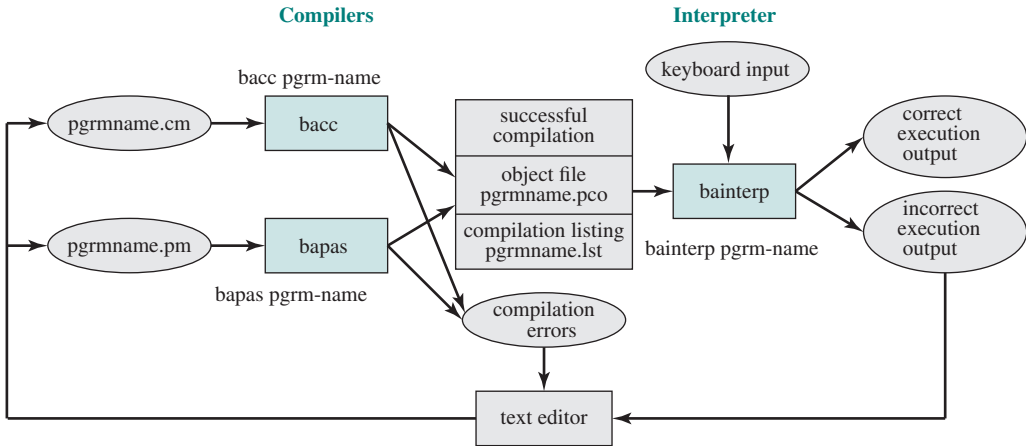 Compilers
Interpreter
bacc pgrm-name
keyboard input
pgrmname.cm
bacc
successful
compilation
correct
execution
output
object file
pgrmname.pco
bainterp
pgrmname.pm
bapas
compilation listing
pgrmname.lst
incorrect
execution
output
bainterp pgrm-name
bapas pgrm-name
compilation
errors
text editor